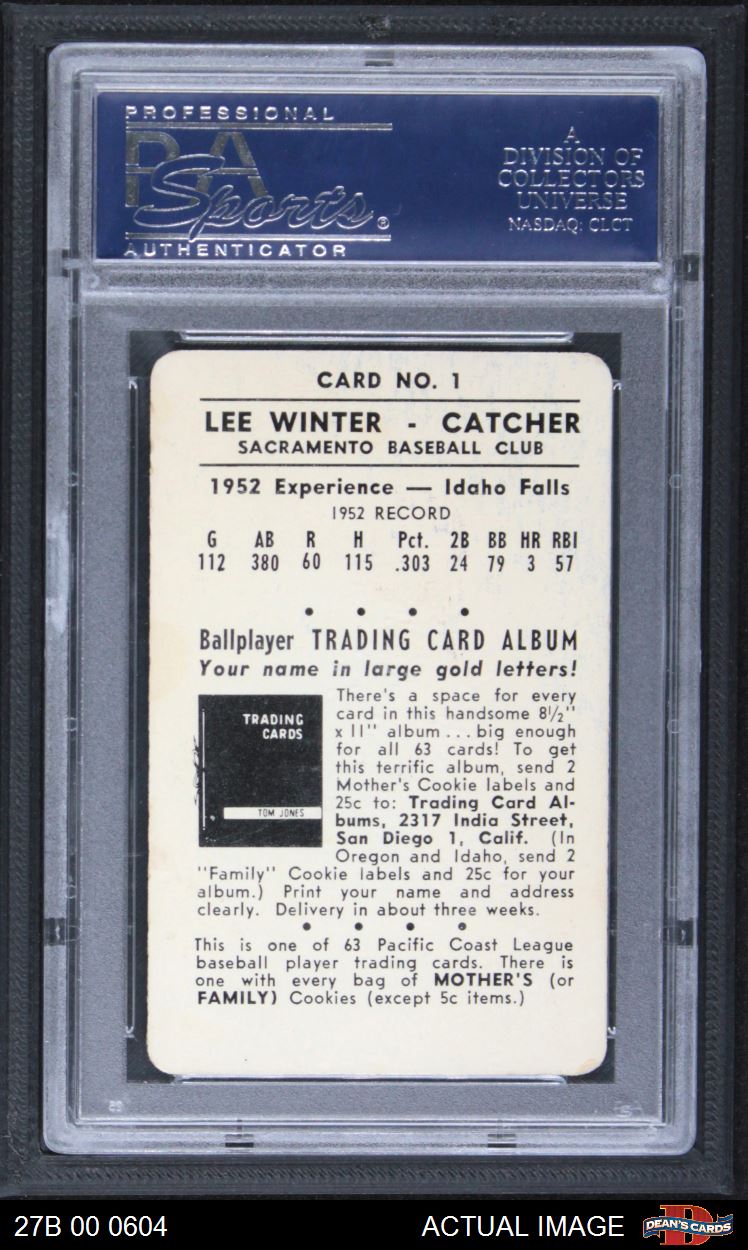 PROFESSIONAL
PSA
Sports®
AUTHENTICATOR
A
DIVISION OF
COLLECTORS
UNIVERSE
NASDAQ: CLCT
CARD NO. 1
LEE WINTER - CATCHER
SACRAMENTO BASEBALL CLUB
1952 Experience — Idaho Falls
1952 RECORD
G AB R H Pct. 2B BB HR RBI
112 380 60 115 .303 24 79 3 57
• • • •
Ballplayer TRADING CARD ALBUM
Your name in large gold letters!
TRADING
CARDS
TOM JONES
There's a space for every
card in this handsome 8½"
x 11" album . . . big enough
for all 63 cards! To get
this terrific album, send 2
Mother's Cookie labels and
25c to: Trading Card Al-
bums, 2317 India Street,
San Diego 1, Calif. (In
Oregon and Idaho, send 2
"Family" Cookie labels and 25c for your
album.) Print your name and address
clearly. Delivery in about three weeks.
• • • •
This is one of 63 Pacific Coast League
baseball player trading cards. There is
one with every bag of MOTHER'S (or
FAMILY) Cookies (except 5c items.)
27B 00 0604
ACTUAL IMAGE
DEAN'S CARDS